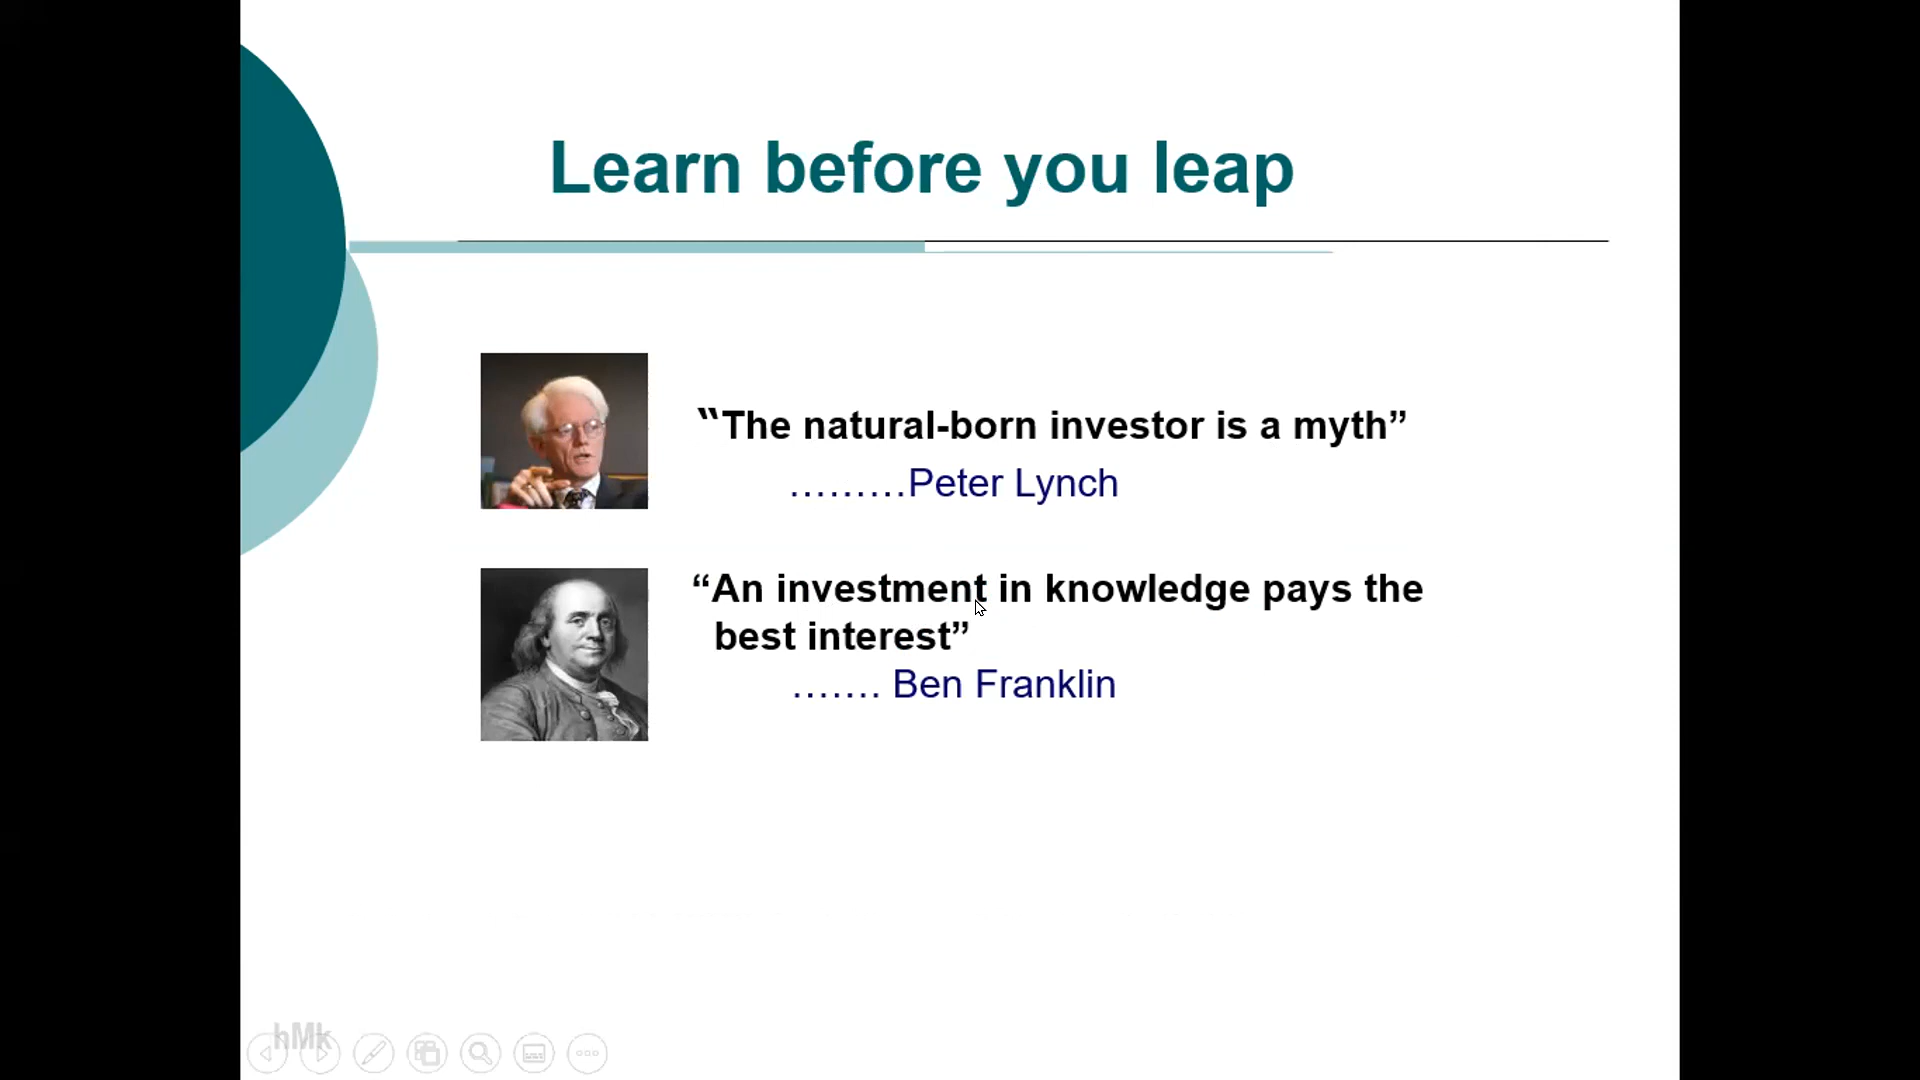 Learn before you leap
“The natural-born investor is a myth”
………Peter Lynch
“An investment in knowledge pays the
best interest”
……. Ben Franklin
hMk